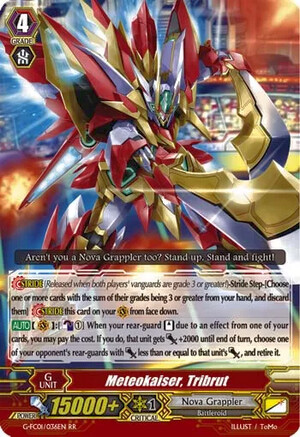 4
GRADE
Aren't you a Nova Grappler too? Stand up, Stand and fight!
STRIDE (Released when both players' vanguards are grade 3 or greater!)-Stride Step-[Choose
one or more cards with the sum of their grades being 3 or greater from your hand, and discard
them] STRIDE this card on your from face down.
AUTO When your rear-guard due to an effect from one of your
cards, you may pay the cost. If you do, that unit gets +2000 until end of turn, choose one
of your opponent's rear-guards with less than or equal to that unit's , and retire it.
G
UNIT
Meteokaiser, Tribrut
POWER
15000+
1
CRITICAL
Nova Grappler
Battleroid
G-FC01/036EN RR
ILLUST / ToMo